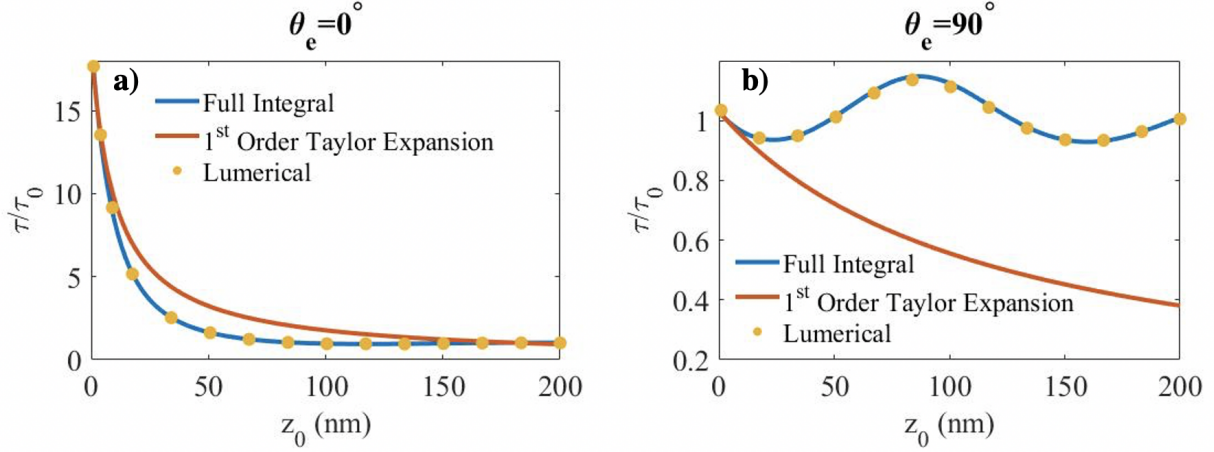 θe=0°
a)
Full Integral
1st Order Taylor Expansion
Lumerical
15
10
5
0
τ/τ0
0 50 100 150 200
z0 (nm)
θe=90°
b)
1
0.8
0.6
0.4
0.2
τ/τ0
Full Integral
1st Order Taylor Expansion
Lumerical
0 50 100 150 200
z0 (nm)